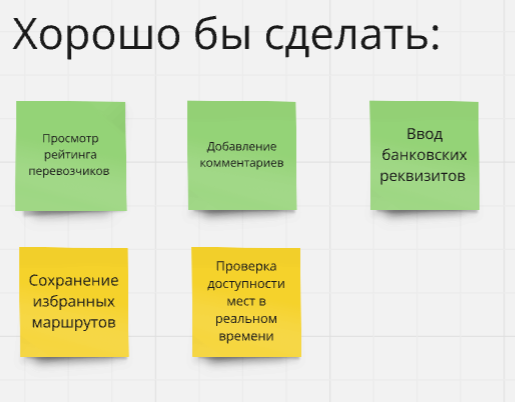 Хорошо бы сделать:
Просмотр
рейтинга
перевозчиков
Добавление
комментариев
Ввод
банковских
реквизитов
Сохранение
избранных
маршрутов
Проверка
доступности
мест в
реальном
времени